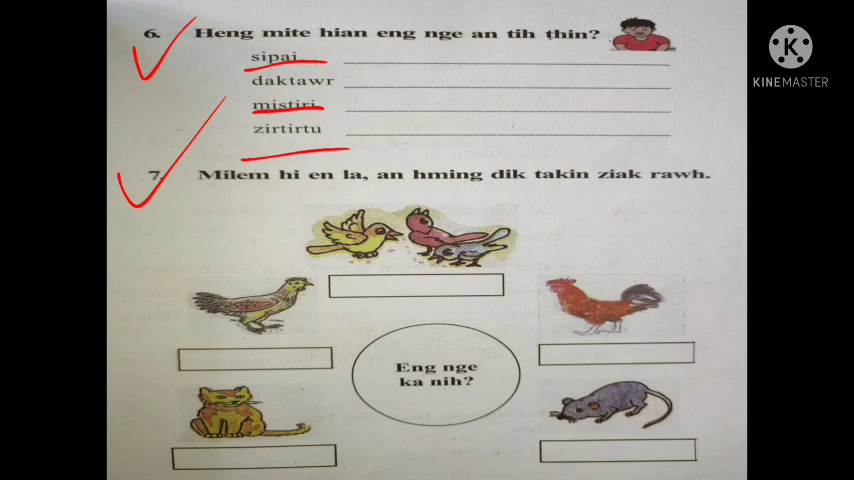 6. Heng mite hian eng nge an tih ṭhin?
sipai
daktawr
mistiri
zirtirtu
7. Milem hi en la, an hming dik takin ziak rawh.
Eng nge
ka nih?
K
KINEMASTER